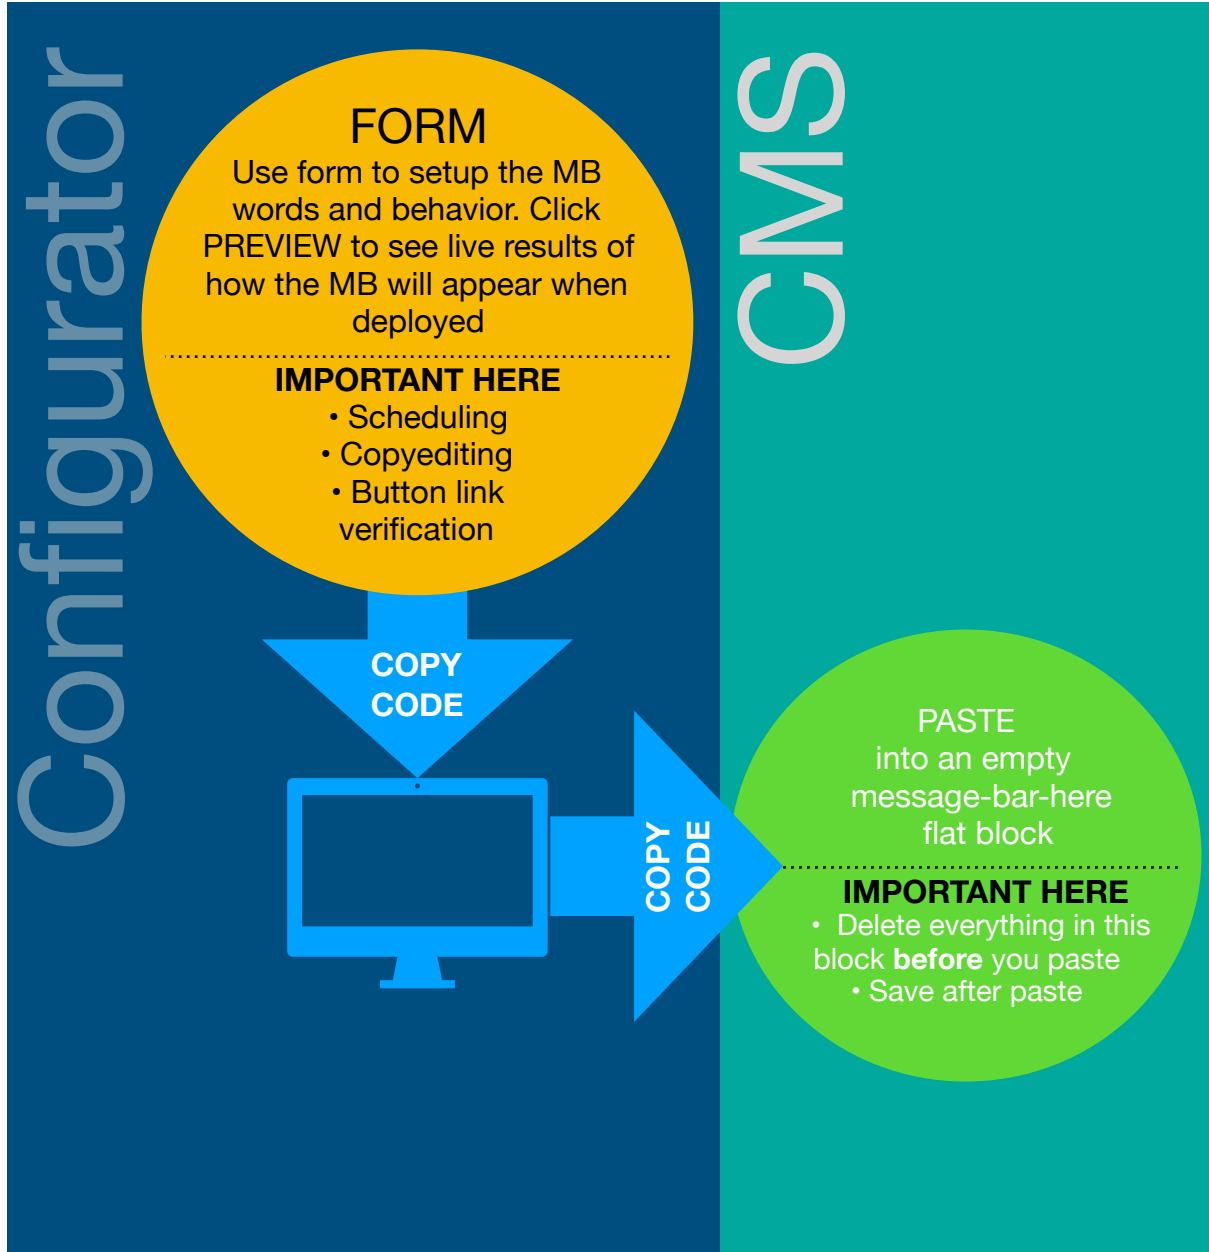 Configurator
FORM
Use form to setup the MB
words and behavior. Click
PREVIEW to see live results of
how the MB will appear when
deployed
IMPORTANT HERE
• Scheduling
• Copyediting
• Button link
verification
COPY
CODE
COPY
CODE
CMS
PASTE
into an empty
message-bar-here
flat block
IMPORTANT HERE
• Delete everything in this
block before you paste
• Save after paste